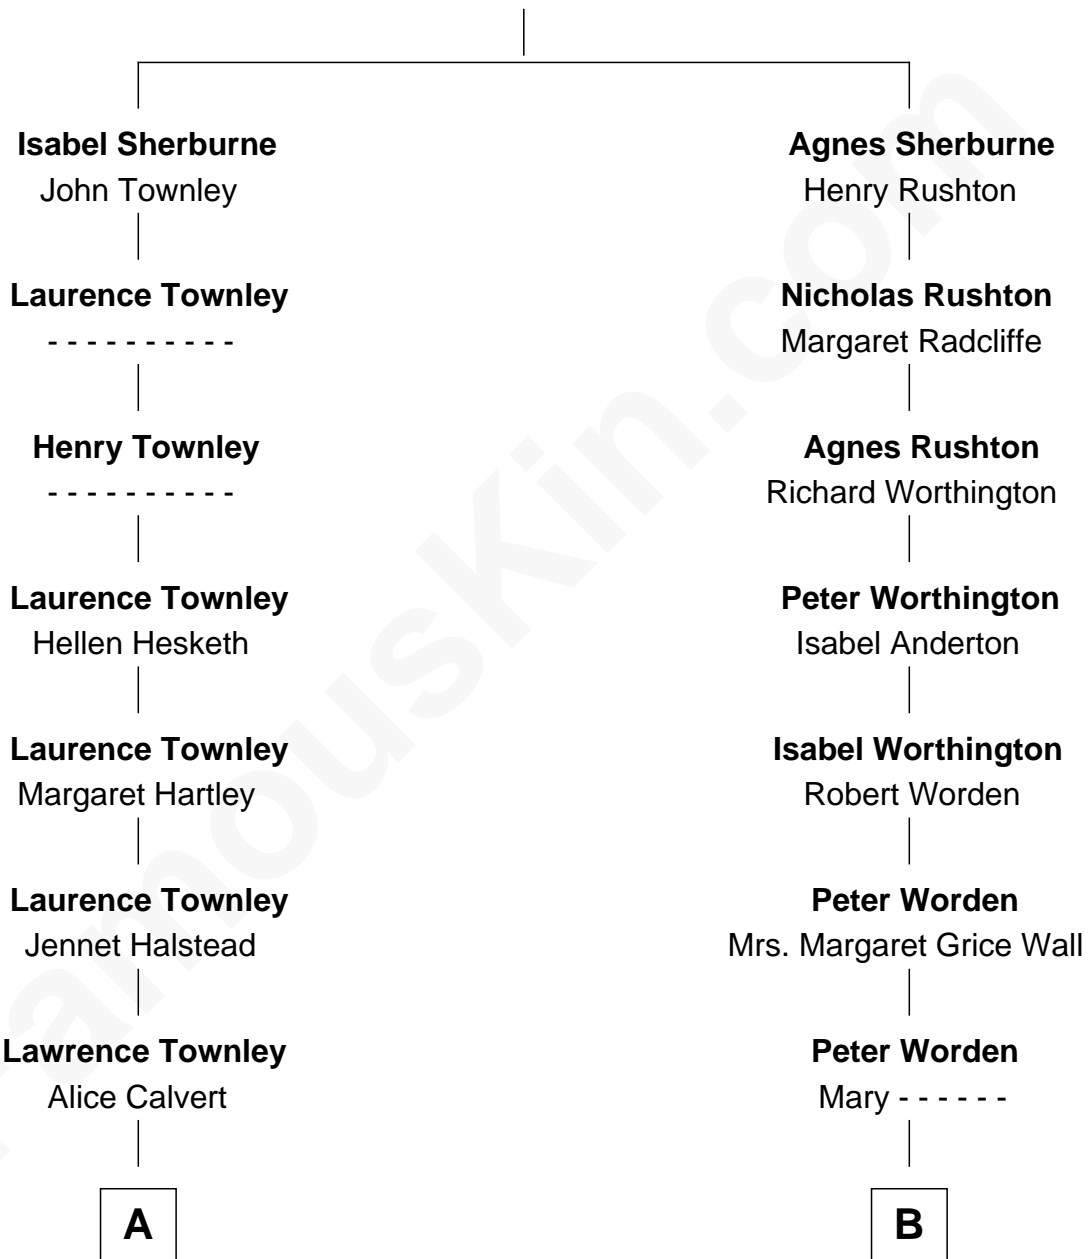 Isabel Sherburne
John Townley
Laurence Townley
- - - - - - - - - -
Henry Townley
- - - - - - - - - -
Laurence Townley
Hellen Hesketh
Laurence Townley
Margaret Hartley
Laurence Townley
Jennet Halstead
Lawrence Townley
Alice Calvert
A
Agnes Sherburne
Henry Rushton
Nicholas Rushton
Margaret Radcliffe
Agnes Rushton
Richard Worthington
Peter Worthington
Isabel Anderton
Isabel Worthington
Robert Worden
Peter Worden
Mrs. Margaret Grice Wall
Peter Worden
Mary - - - - - -
B
FamousKin.com